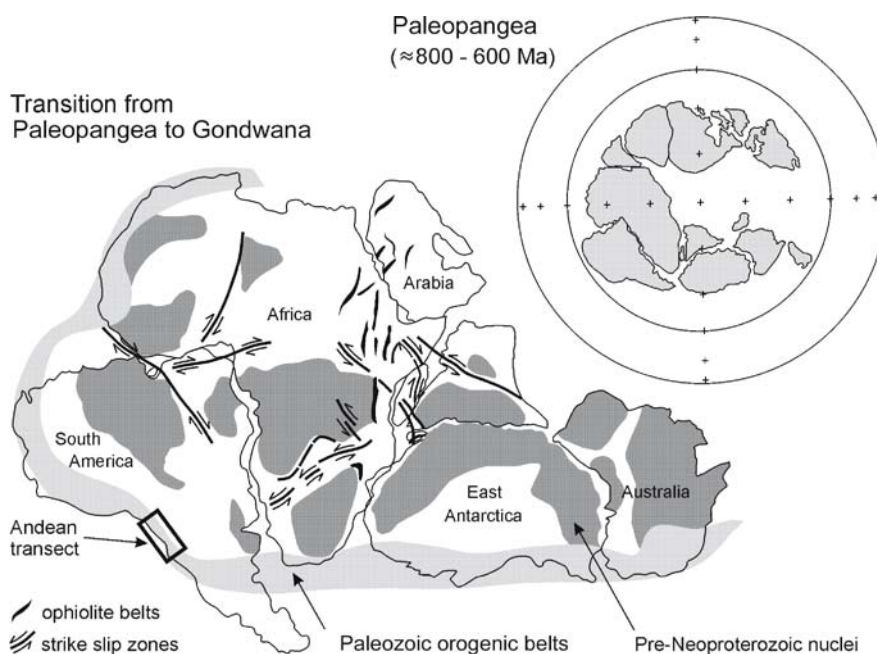 Paleopangea
(≈800 - 600 Ma)
Transition from
Paleopangea to Gondwana
Arabia
Africa
South
America
East
Antarctica
Australia
Andean
transect
ophiolite belts
strike slip zones
Paleozoic orogenic belts
Pre-Neoproterozoic nuclei